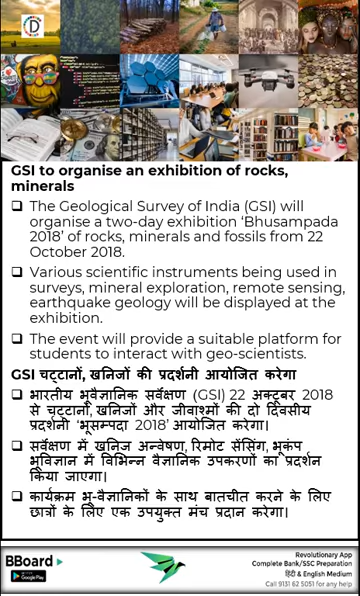 GSI to organise an exhibition of rocks,
minerals
❑ The Geological Survey of India (GSI) will
organise a two-day exhibition ‘Bhusampada
2018’ of rocks, minerals and fossils from 22
October 2018.
❑ Various scientific instruments being used in
surveys, mineral exploration, remote sensing,
earthquake geology will be displayed at the
exhibition.
❑ The event will provide a suitable platform for
students to interact with geo-scientists.
GSI चट्टानों, खनिजों की प्रदर्शनी आयोजित करेगा
❑ भारतीय भूवैज्ञानिक सर्वेक्षण (GSI) 22 अक्टूबर 2018
से चट्टानों, खनिजों और जीवाश्मों की दो दिवसीय
प्रदर्शनी ‘भूसम्पदा 2018’ आयोजित करेगा।
❑ सर्वेक्षण में खनिज अन्वेषण, रिमोट सेंसिंग, भूकंप
भूविज्ञान में विभिन्न वैज्ञानिक उपकरणों का प्रदर्शन
किया जाएगा।
❑ कार्यक्रम भू-वैज्ञानिकों के साथ बातचीत करने के लिए
छात्रों के लिए एक उपयुक्त मंच प्रदान करेगा।
BBoard
Google Play
Revolutionary App
Complete Bank/SSC Preparation
हिंदी & English Medium
Call 9131 62 5051 for any help